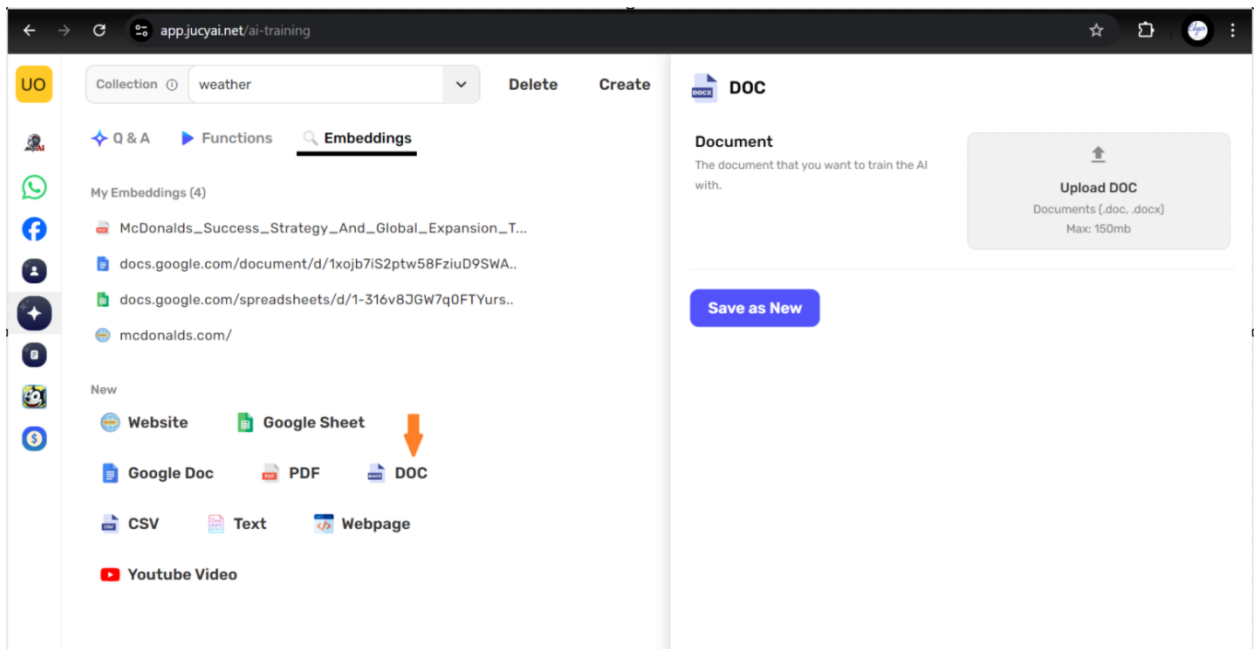 app.jucyai.net/ai-training
UO
Collection
weather
Delete
Create
Q & A
Functions
Embeddings
My Embeddings (4)
McDonalds_Success_Strategy_And_Global_Expansion_T...
docs.google.com/document/d/1xojb7iS2ptw58FziuD9SWA..
docs.google.com/spreadsheets/d/1-316v8JGW7q0FTYurs..
mcdonalds.com/
New
Website
Google Sheet
Google Doc
PDF
DOC
CSV
Text
Webpage
Youtube Video
DOCX
DOC
Document
The document that you want to train the AI
with.
Upload DOC
Documents (.doc, .docx)
Max: 150mb
Save as New